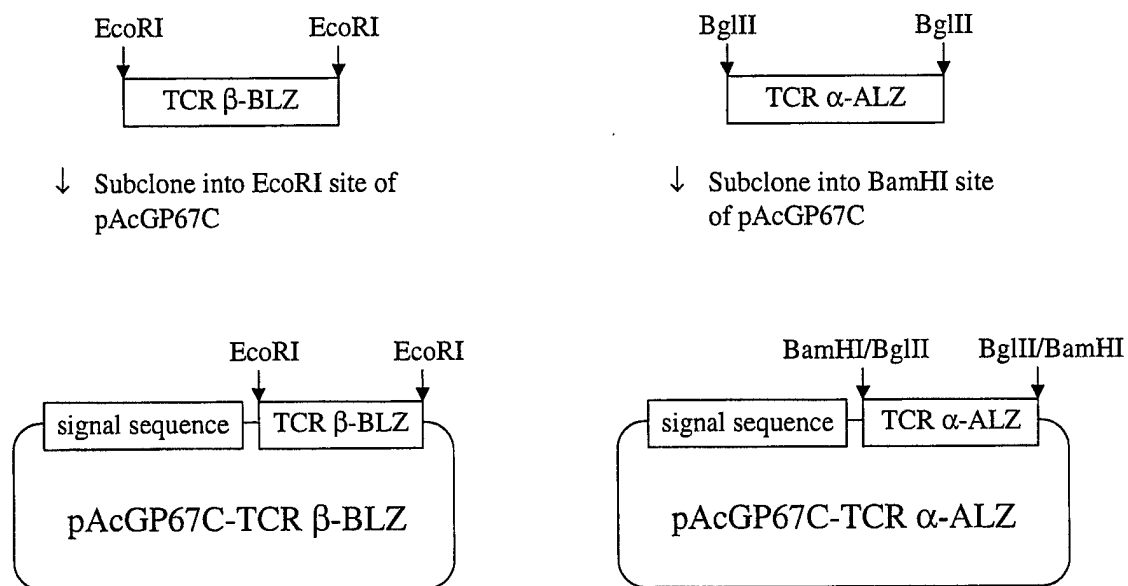 EcoRI EcoRI
TCR β-BLZ
↓ Subclone into EcoRI site of
pAcGP67C
EcoRI EcoRI
signal sequence TCR β-BLZ
pAcGP67C-TCR β-BLZ
BglII BglII
TCR α-ALZ
↓ Subclone into BamHI site
of pAcGP67C
BamHI/BglII BglII/BamHI
signal sequence TCR α-ALZ
pAcGP67C-TCR α-ALZ